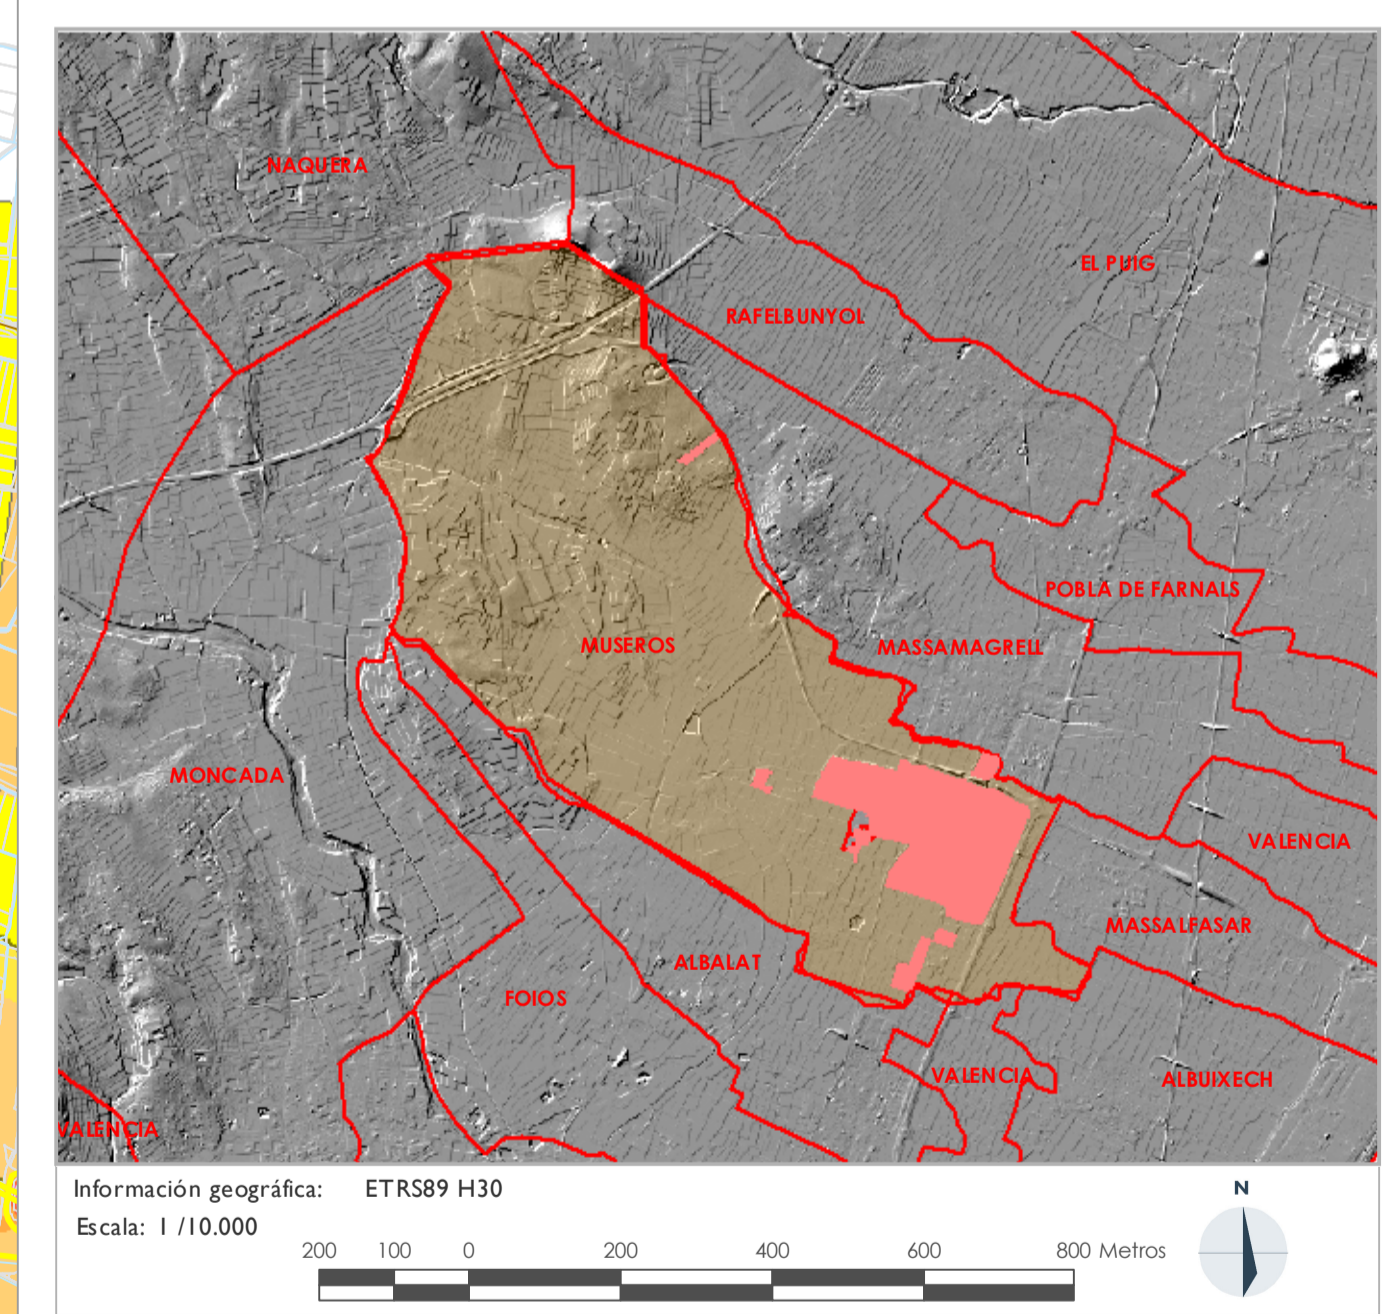 NAQUERA
EL PUIG
RAFELBUNYOL
POBLA DE FARNALS
MUSEROS
MASSAMAGRELL
MONCADA
VALENCIA
MASSALFASAR
ALBALAT
FOIOS
VALENCIA
ALBUIXECH
VALENCIA
Información geográfica: ETRS89 H30
N
Escala: 1 /10.000
200 100 0 200 400 600 800 Metros